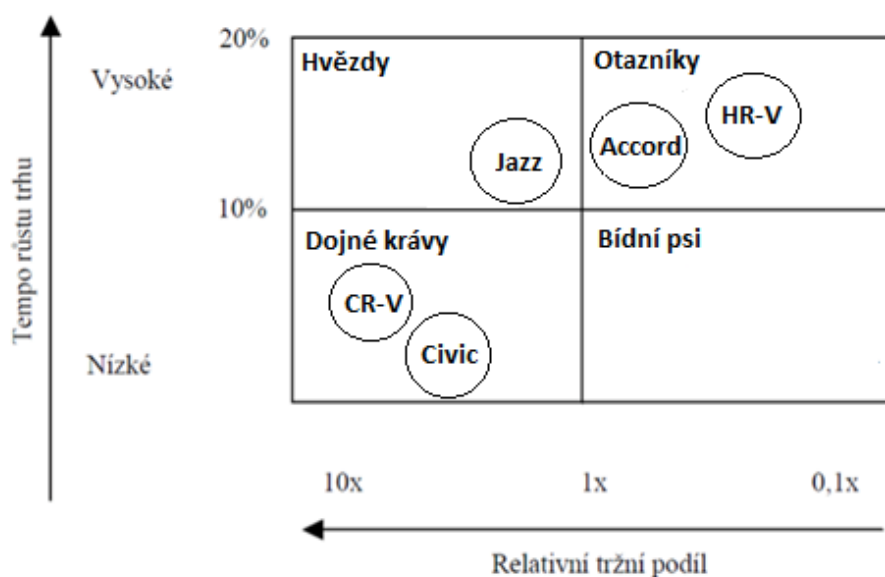 20%
Hvězdy
Otazníky
Vysoké
HR-V
Accord
Jazz
10%
Dojné krávy
Bídní psi
CR-V
Civic
Nízké
Tempo růstu trhu
10x
1x
0,1x
Relativní tržní podíl